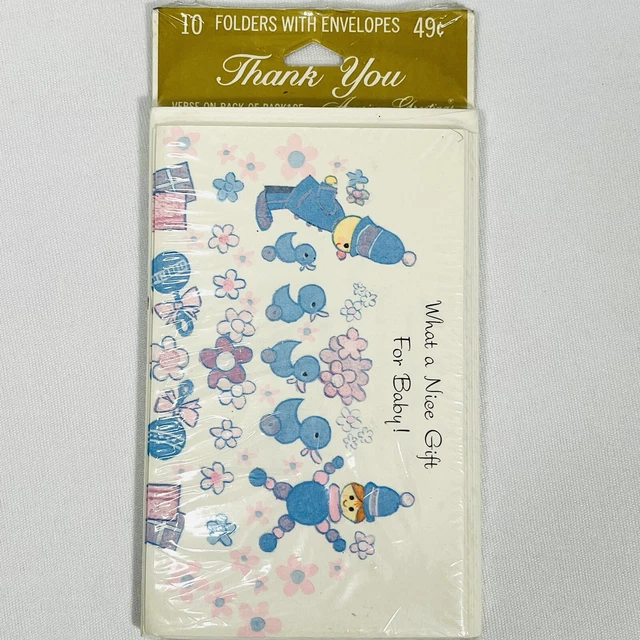 10 FOLDERS WITH ENVELOPES 49¢
Thank You
VERSE ON BACK OF PACKAGE
What a Nice Gift
For Baby!